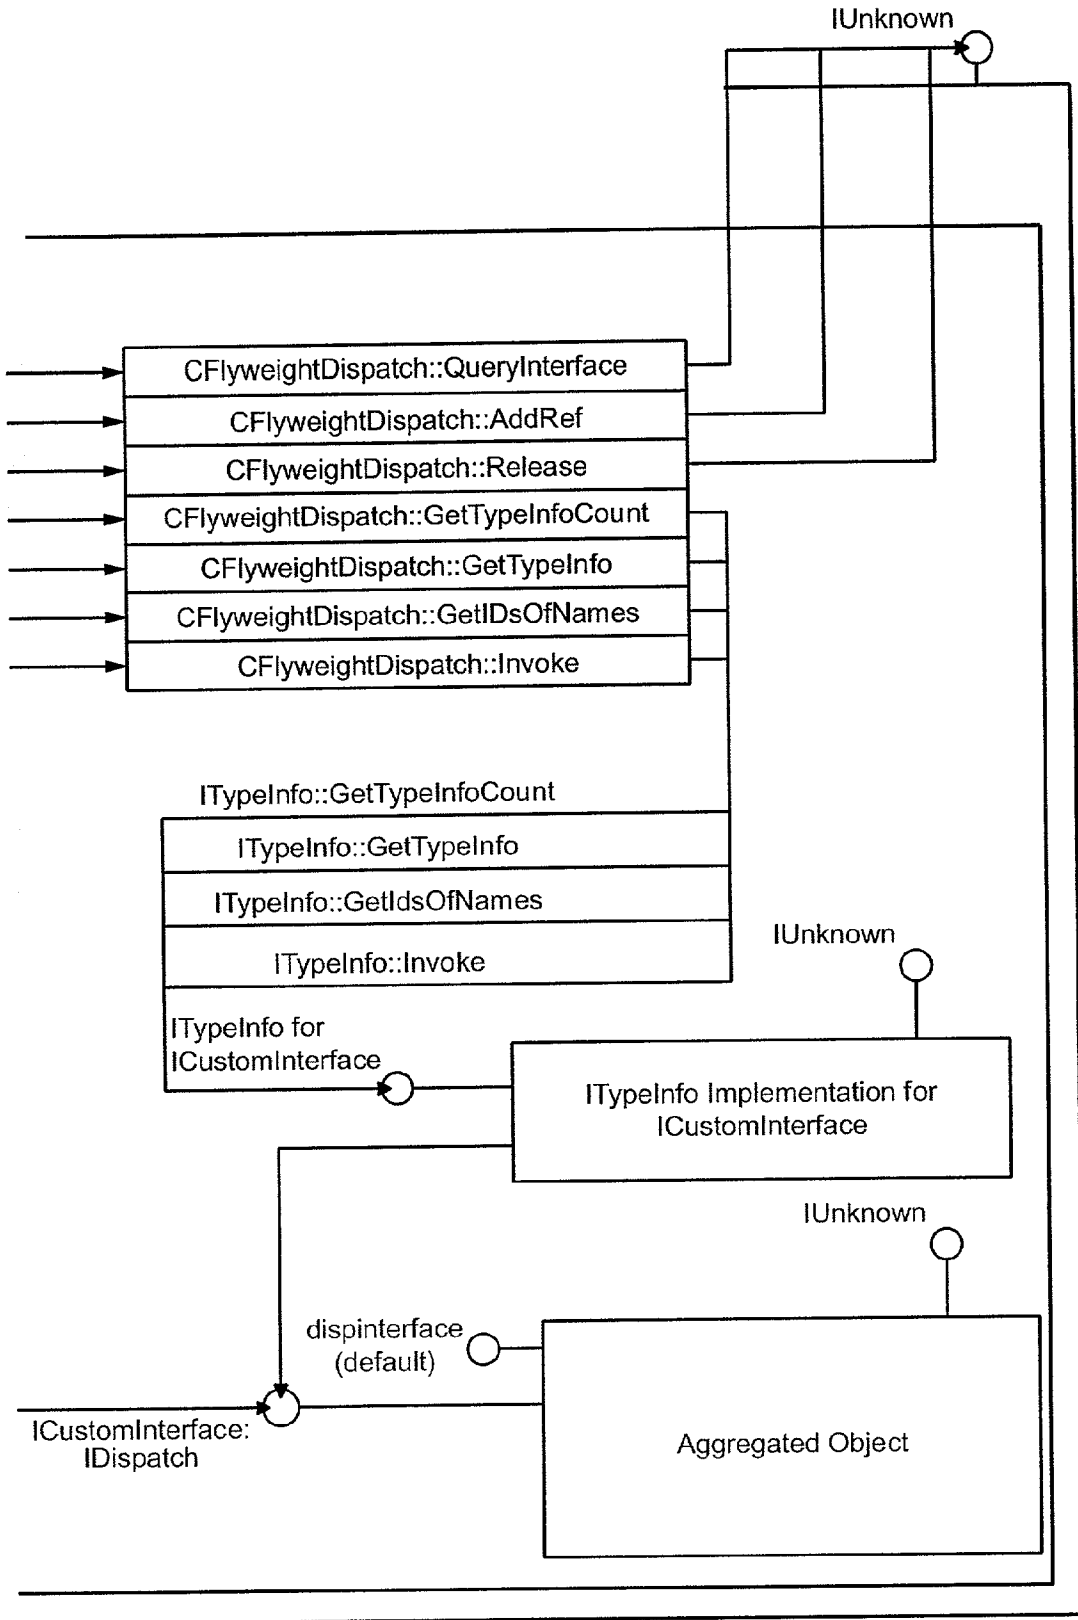 IUnknown
CFlyweightDispatch::QueryInterface
CFlyweightDispatch::AddRef
CFlyweightDispatch::Release
CFlyweightDispatch::GetTypeInfoCount
CFlyweightDispatch::GetTypeInfo
CFlyweightDispatch::GetIDsOfNames
CFlyweightDispatch::Invoke
ITypeInfo::GetTypeInfoCount
ITypeInfo::GetTypeInfo
ITypeInfo::GetIdsOfNames
IUnknown
ITypeInfo::Invoke
ITypeInfo for
ICustomInterface
ITypeInfo Implementation for
ICustomInterface
IUnknown
dispinterface
(default)
ICustomInterface:
IDispatch
Aggregated Object